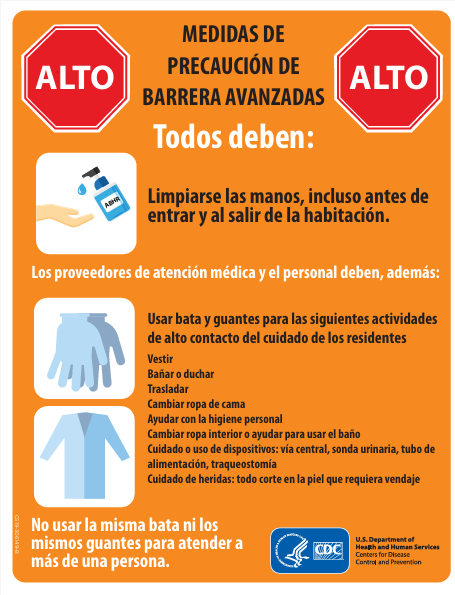 ALTO
MEDIDAS DE
PRECAUCIÓN DE
BARRERA AVANZADAS
ALTO
Todos deben:
ABHR
Limpiarse las manos, incluso antes de
entrar y al salir de la habitación.
Los proveedores de atención médica y el personal deben, además:
Usar bata y guantes para las siguientes actividades
de alto contacto del cuidado de los residentes
Vestir
Bañar o duchar
Trasladar
Cambiar ropa de cama
Ayudar con la higiene personal
Cambiar ropa interior o ayudar para usar el baño
Cuidado o uso de dispositivos: vía central, sonda urinaria, tubo de
alimentación, traqueostomía
Cuidado de heridas: todo corte en la piel que requiera vendaje
No usar la misma bata ni los
mismos guantes para atender a
más de una persona.
CDC
U.S. Department of
Health and Human Services
Centers for Disease
Control and Prevention